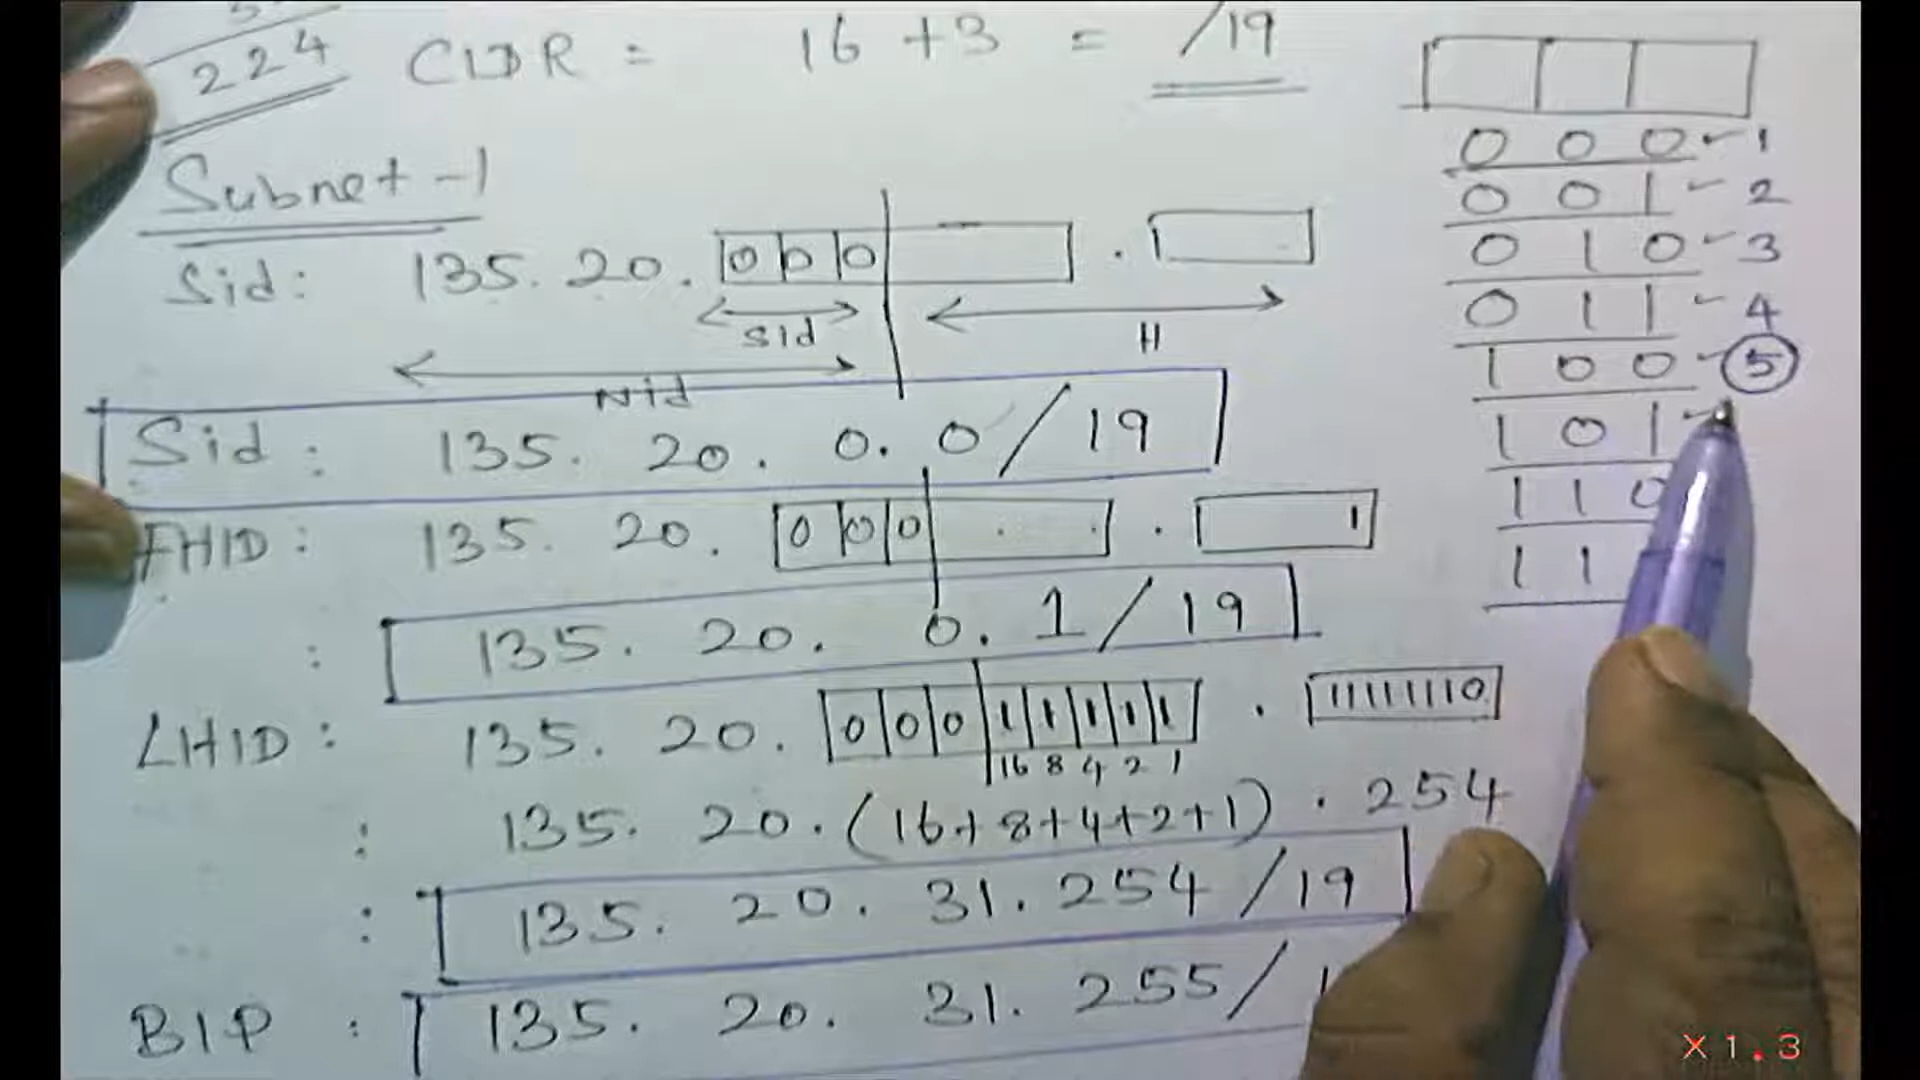 224 CIDR = 16 + 3 = /19
Subnet -1
Sid: 135. 20. 0 0 0 .
Sid H
Nid
Sid : 135. 20. 0. 0/19
FHID : 135. 20. 0 0 0 . 1
: 135. 20. 0. 1/19
LHID : 135. 20. 0 0 0 1 1 1 1 1 . 11111110
16 8 4 2 1
: 135. 20. (16+8+4+2+1) . 254
: 135. 20. 31. 254/19
BIP : 135. 20. 31. 255/1
0 0 0 - 1
0 0 1 - 2
0 1 0 - 3
0 1 1 - 4
1 0 0 - 5
1 0 1 -
1 1 0
1 1
X1.3